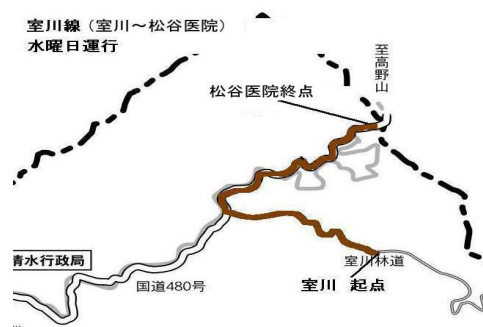 室川線（室川～松谷医院）
水曜日運行
至高野山
松谷医院終点
清水行政局
国道480号
室川林道
室川 起点
...